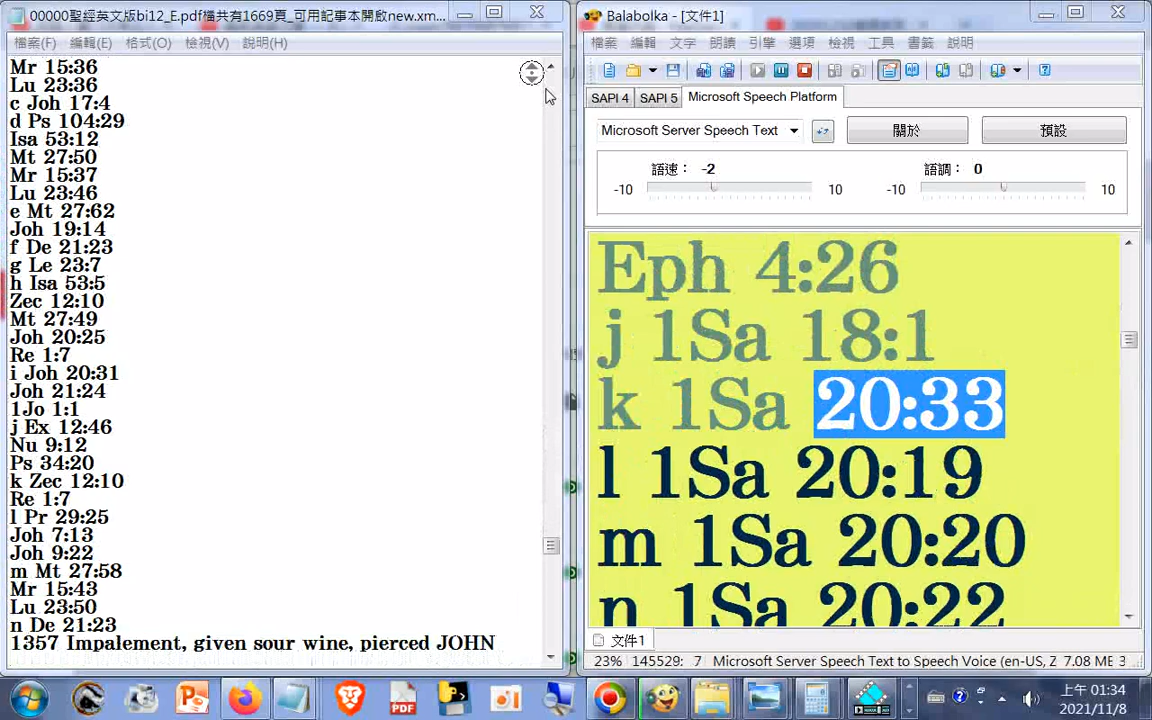 00000聖經英文版bi12_E.pdf檔共有1669頁_可用記事本開啟new.xm...
檔案(F) 編輯(E) 格式(O) 檢視(V) 說明(H)
Mr 15:36
Lu 23:36
c Joh 17:4
d Ps 104:29
Isa 53:12
Mt 27:50
Mr 15:37
Lu 23:46
e Mt 27:62
Joh 19:14
f De 21:23
g Le 23:7
h Isa 53:5
Zec 12:10
Mt 27:49
Joh 20:25
Re 1:7
i Joh 20:31
Joh 21:24
1Jo 1:1
j Ex 12:46
Nu 9:12
Ps 34:20
k Zec 12:10
Re 1:7
l Pr 29:25
Joh 7:13
Joh 9:22
m Mt 27:58
Mr 15:43
Lu 23:50
n De 21:23
1357 Impalement, given sour wine, pierced JOHN
Balabolka - [文件1]
檔案 編輯 文字 朗讀 引擎 選項 檢視 工具 書籤 說明
SAPI 4 SAPI 5 Microsoft Speech Platform
Microsoft Server Speech Text 關於 預設
語速： -2 語調： 0
-10 10 -10 10
Eph 4:26
j 1Sa 18:1
k 1Sa 20:33
l 1Sa 20:19
m 1Sa 20:20
n 1Sa 20:22
文件1
23% 145529: 7 Microsoft Server Speech Text to Speech Voice (en-US, Z 7.08 MB 3
PDF
上午 01:34
2021/11/8